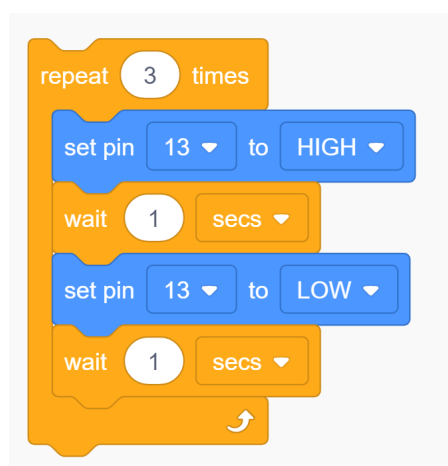 repeat 3 times
set pin 13 to HIGH
wait 1 secs
set pin 13 to LOW
wait 1 secs